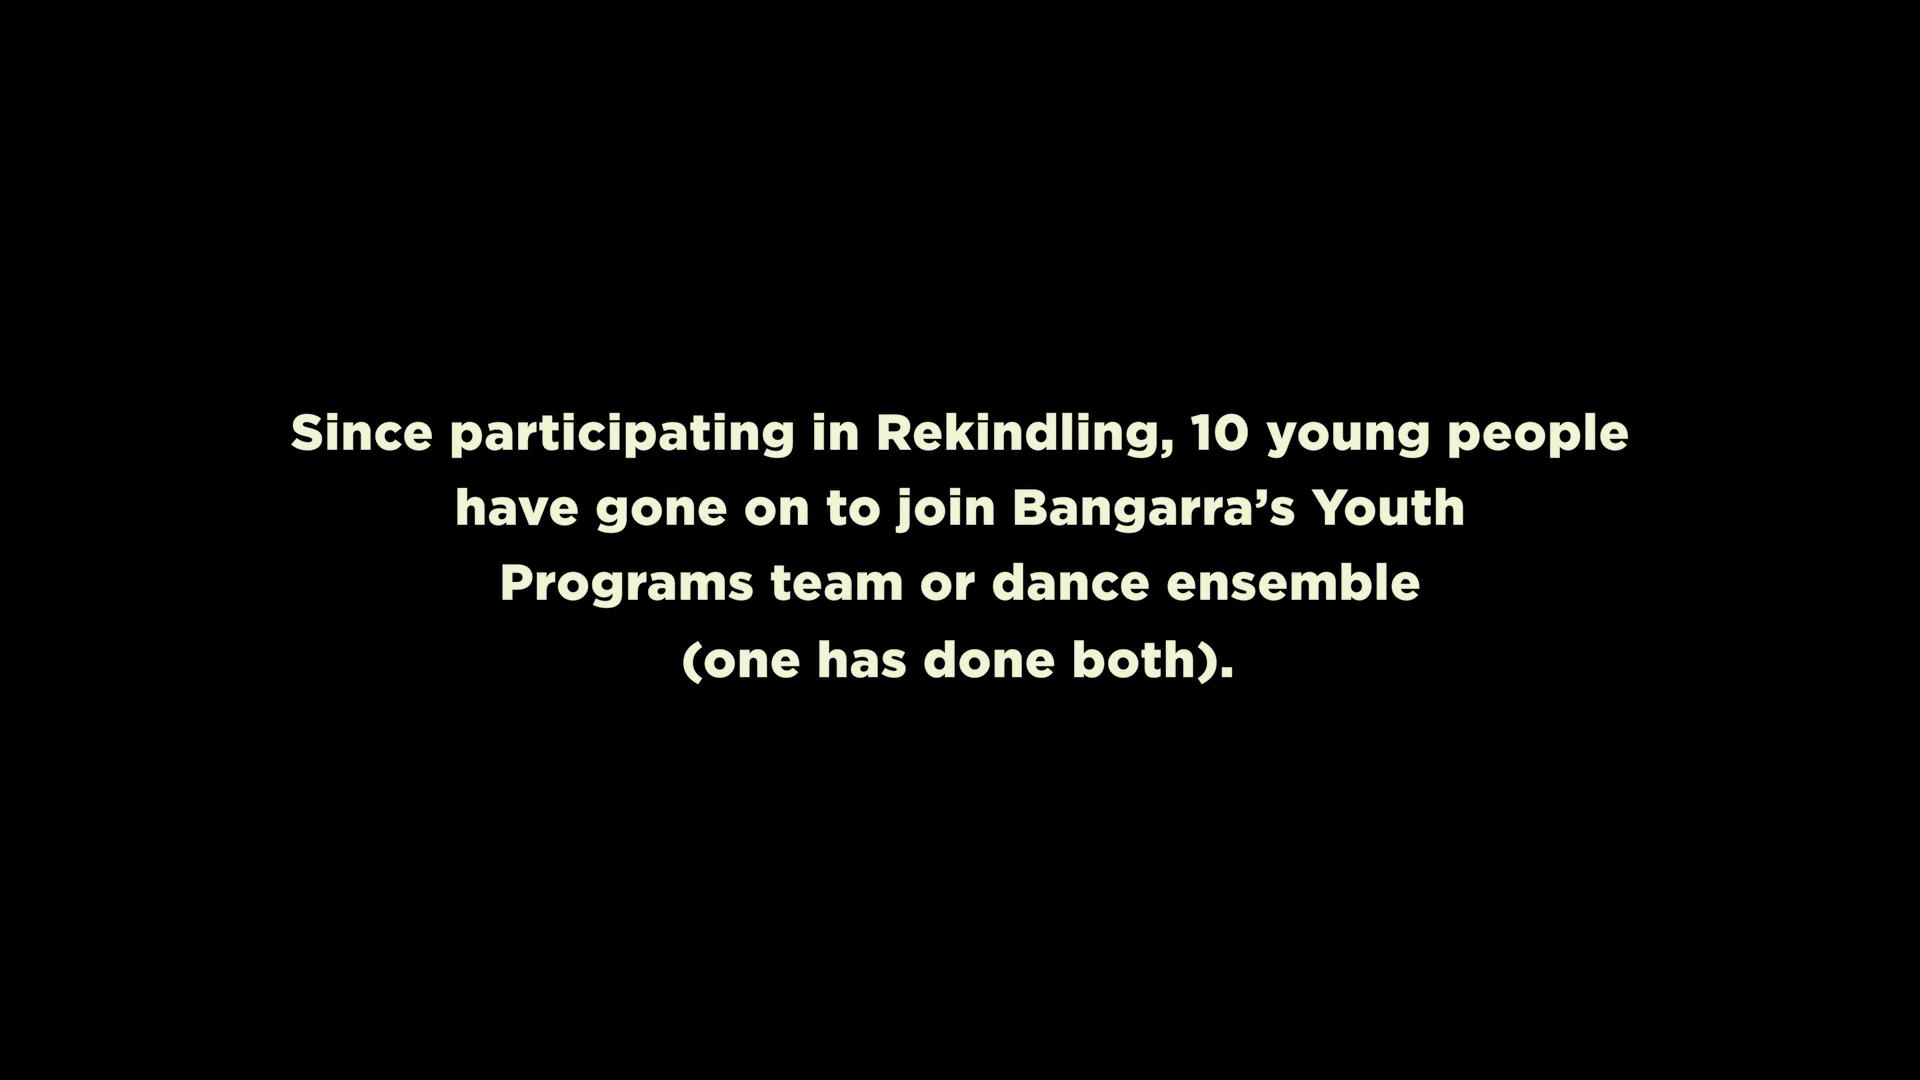 Since participating in Rekindling, 10 young people
have gone on to join Bangarra’s Youth
Programs team or dance ensemble
(one has done both).